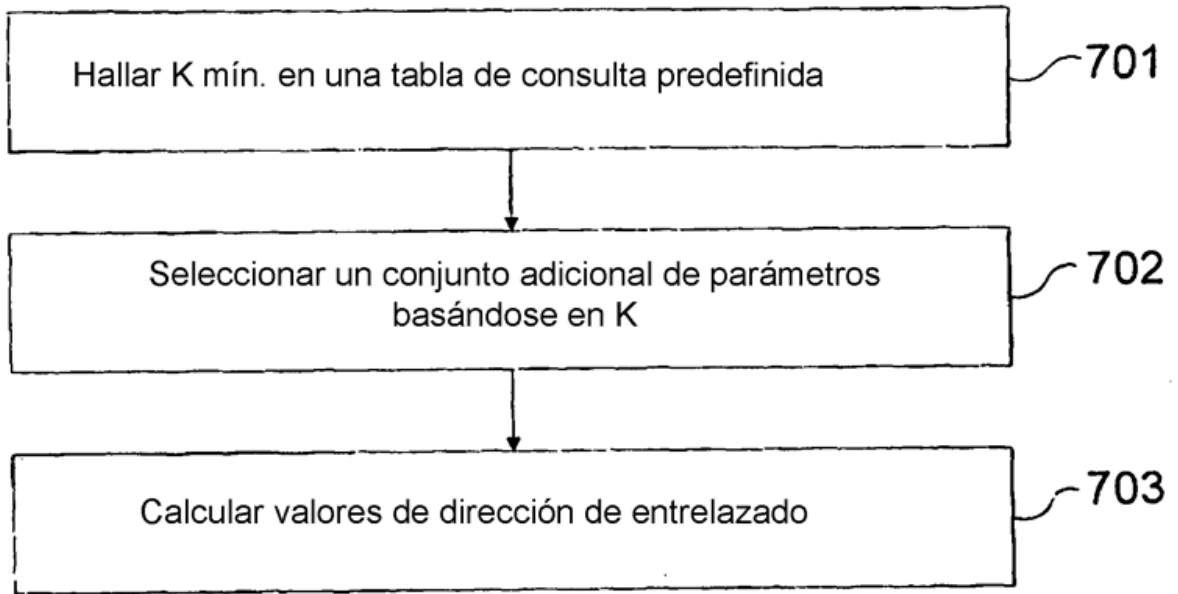 Hallar K mín. en una tabla de consulta predefinida
701
Seleccionar un conjunto adicional de parámetros
basándose en K
702
Calcular valores de dirección de entrelazado
703